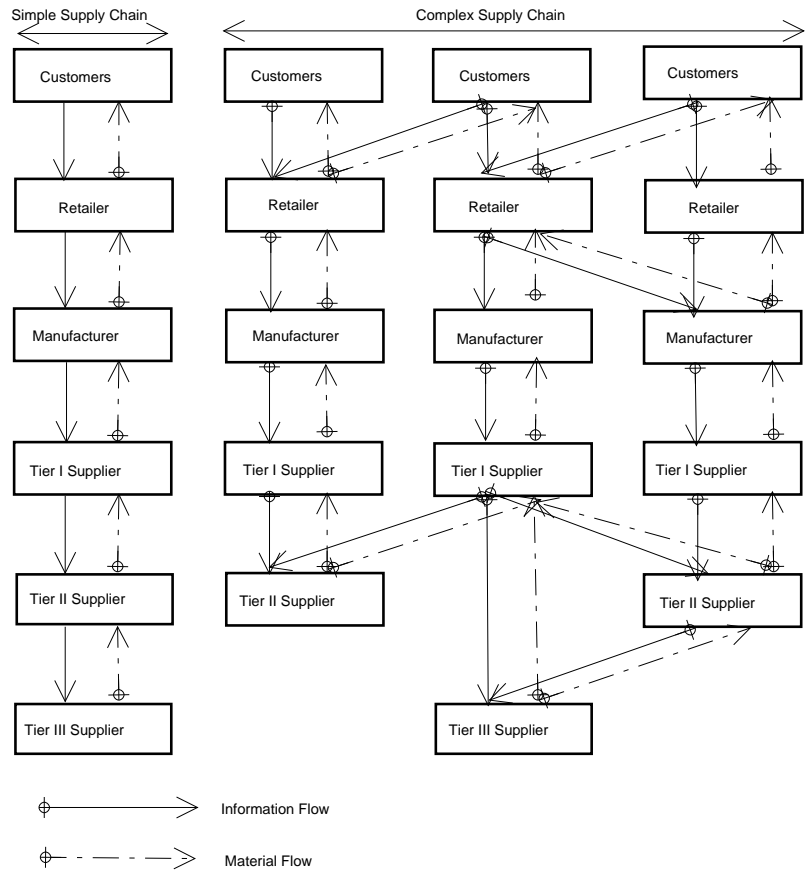 Simple Supply Chain
Complex Supply Chain
Customers
Customers
Customers
Customers
Retailer
Retailer
Retailer
Retailer
Manufacturer
Manufacturer
Manufacturer
Manufacturer
Tier I Supplier
Tier I Supplier
Tier I Supplier
Tier I Supplier
Tier II Supplier
Tier II Supplier
Tier II Supplier
Tier III Supplier
Tier III Supplier
Information Flow
Material Flow